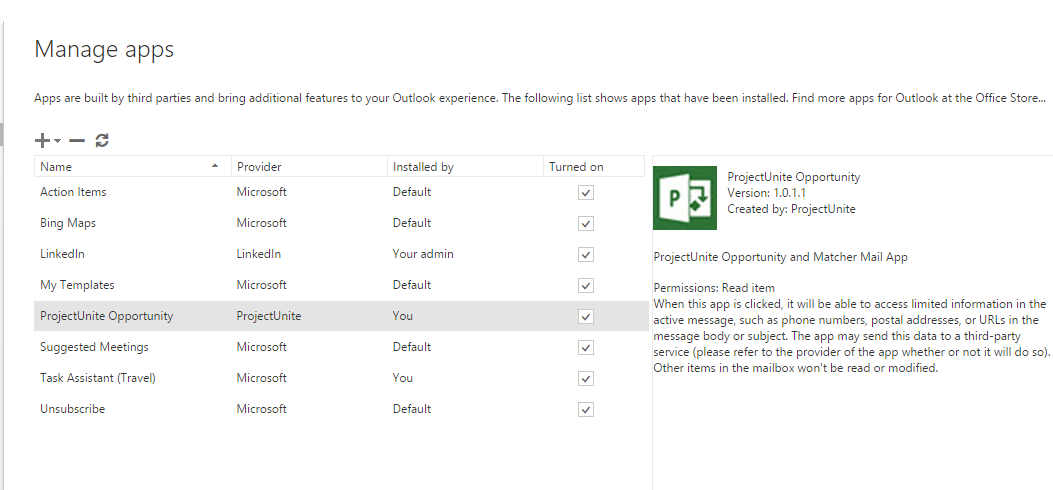 Manage apps
Apps are built by third parties and bring additional features to your Outlook experience. The following list shows apps that have been installed. Find more apps for Outlook at the Office Store...
Name Provider Installed by Turned on
Action Items Microsoft Default
Bing Maps Microsoft Default
LinkedIn LinkedIn Your admin
My Templates Microsoft Default
ProjectUnite Opportunity ProjectUnite You
Suggested Meetings Microsoft Default
Task Assistant (Travel) Microsoft You
Unsubscribe Microsoft Default
P
ProjectUnite Opportunity
Version: 1.0.1.1
Created by: ProjectUnite
ProjectUnite Opportunity and Matcher Mail App
Permissions: Read item
When this app is clicked, it will be able to access limited information in the
active message, such as phone numbers, postal addresses, or URLs in the
message body or subject. The app may send this data to a third-party
service (please refer to the provider of the app whether or not it will do so).
Other items in the mailbox won't be read or modified.